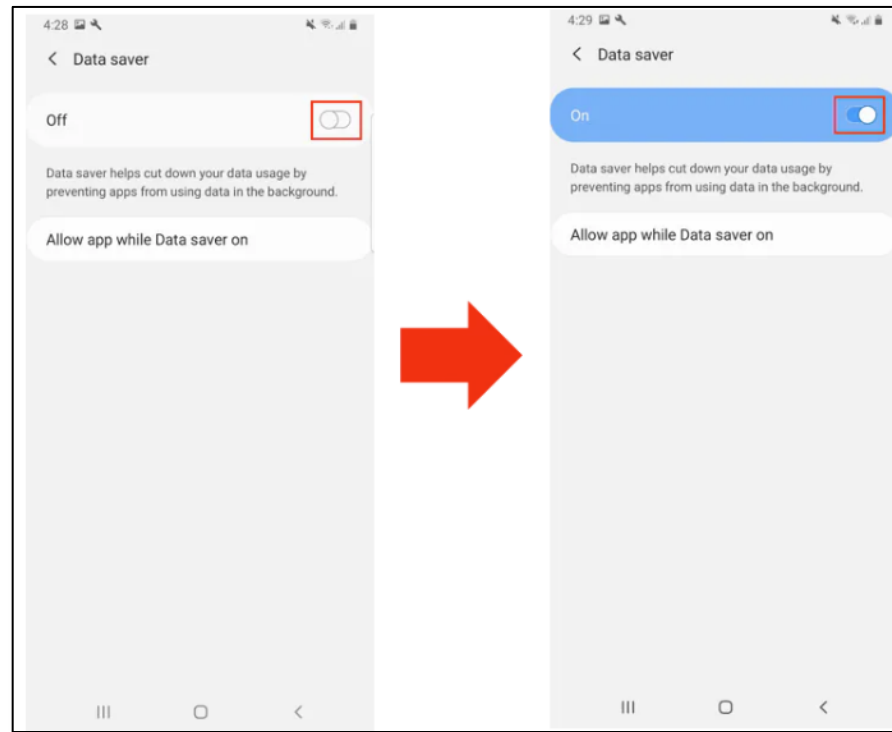 4:28
Data saver
Off
Data saver helps cut down your data usage by
preventing apps from using data in the background.
Allow app while Data saver on
4:29
Data saver
On
Data saver helps cut down your data usage by
preventing apps from using data in the background.
Allow app while Data saver on